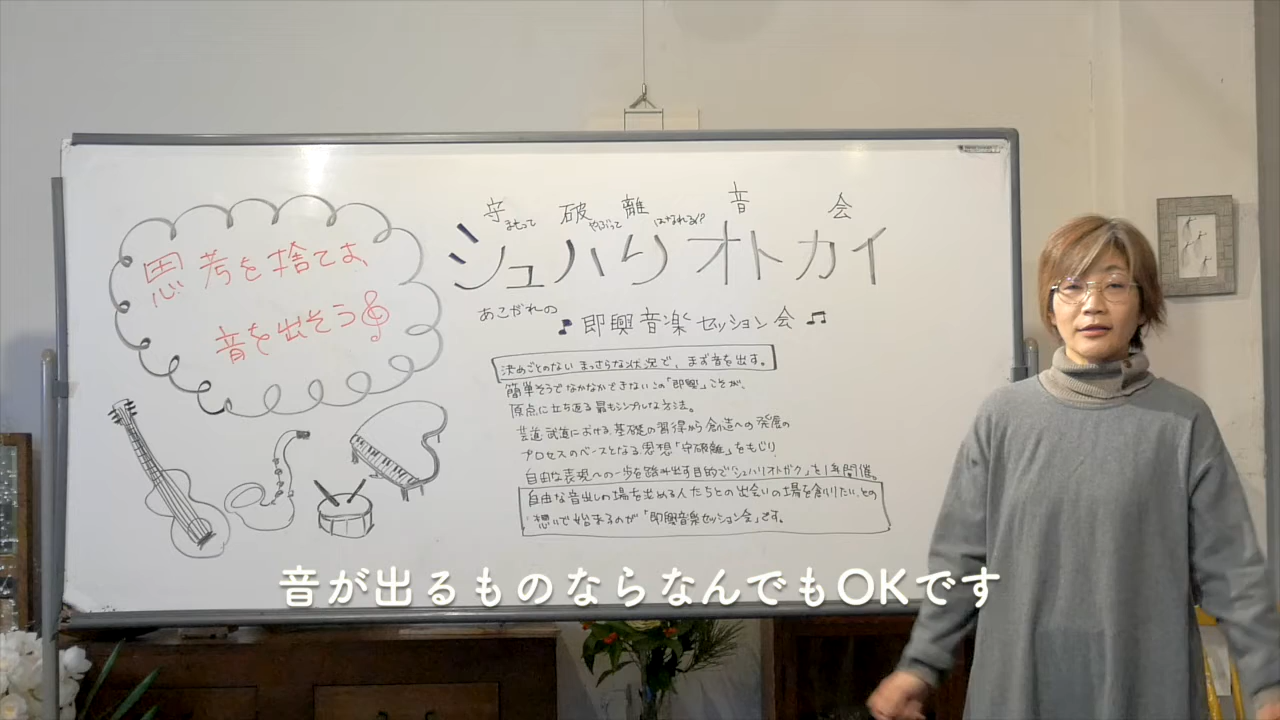 思考を捨てよ
音を出そう
守 破 離 音 会
まもって やぶって はなれる!?
シュハリオトカイ
あこがれの
♪即興音楽セッション会♫
決めごとのないまっさらな状況で、まず音を出す。
簡単そうでなかなかできないこの「即興」こそが、
原点に立ち返る最もシンプルな方法。
芸道武道における、基礎の習得から創造への発展の
プロセスのベースとなる思想「守破離」をもじり
自由な表現への一歩を踏み出す目的で「シュハリオトガク」を1年開催。
自由な音出しの場を求める人たちとの出会いの場を創りたい、との
想いで始まるのが「即興音楽セッション会」です。
音が出るものならなんでもOKです